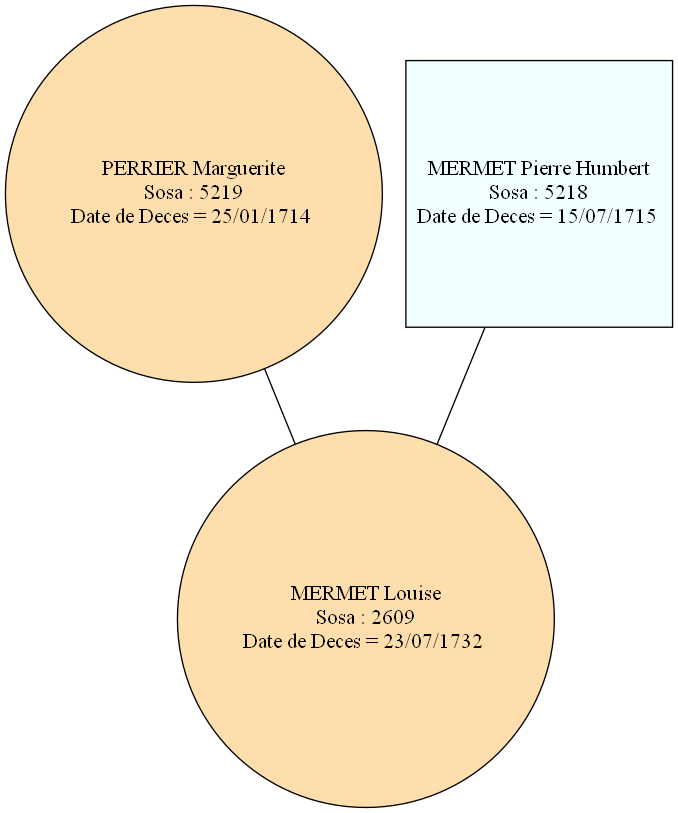 PERRIER Marguerite
Sosa : 5219
Date de Deces = 25/01/1714
MERMET Pierre Humbert
Sosa : 5218
Date de Deces = 15/07/1715
MERMET Louise
Sosa : 2609
Date de Deces = 23/07/1732